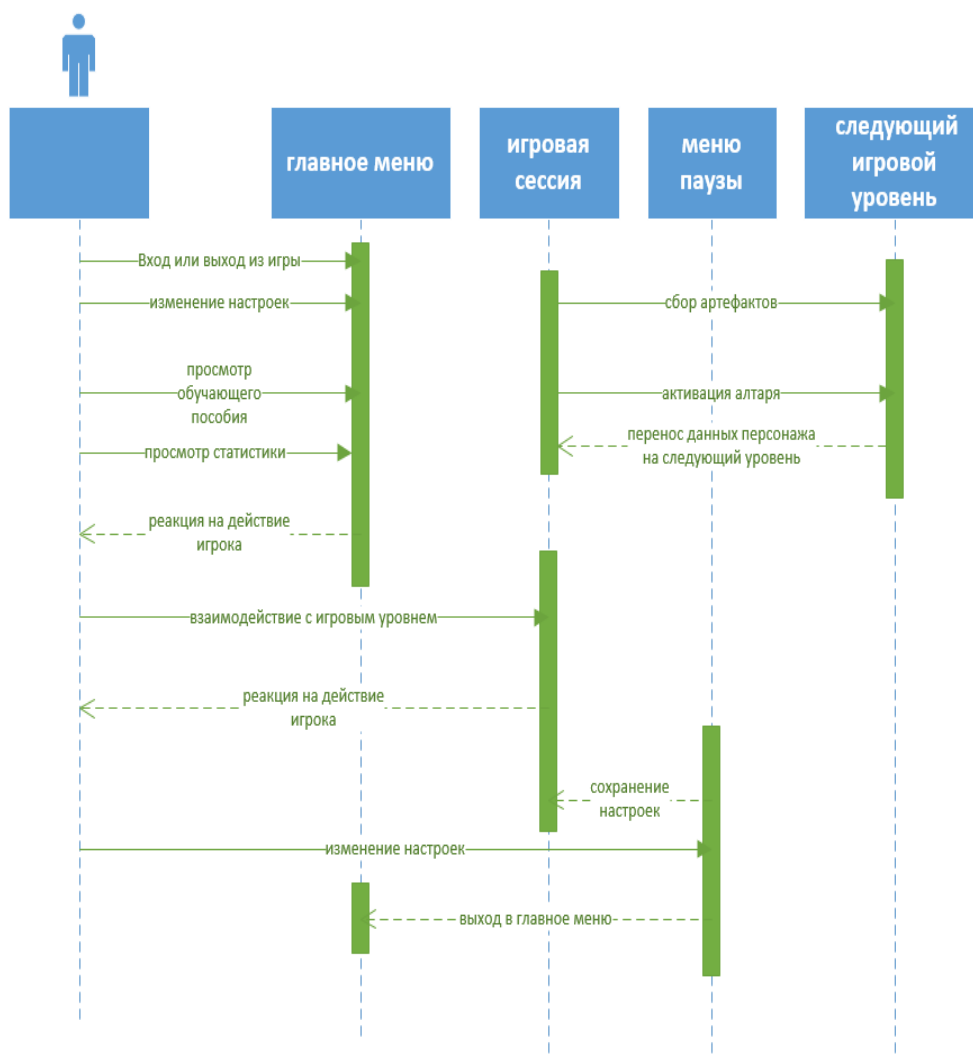 главное меню
игровая
сессия
меню
паузы
следующий
игровой
уровень
Вход или выход из игры
изменение настроек
сбор артефактов
просмотр
обучающего
пособия
активация алтаря
перенос данных персонажа
на следующий уровень
просмотр статистики
реакция на действие
игрока
взаимодействие с игровым уровнем
реакция на действие
игрока
сохранение
настроек
изменение настроек
выход в главное меню